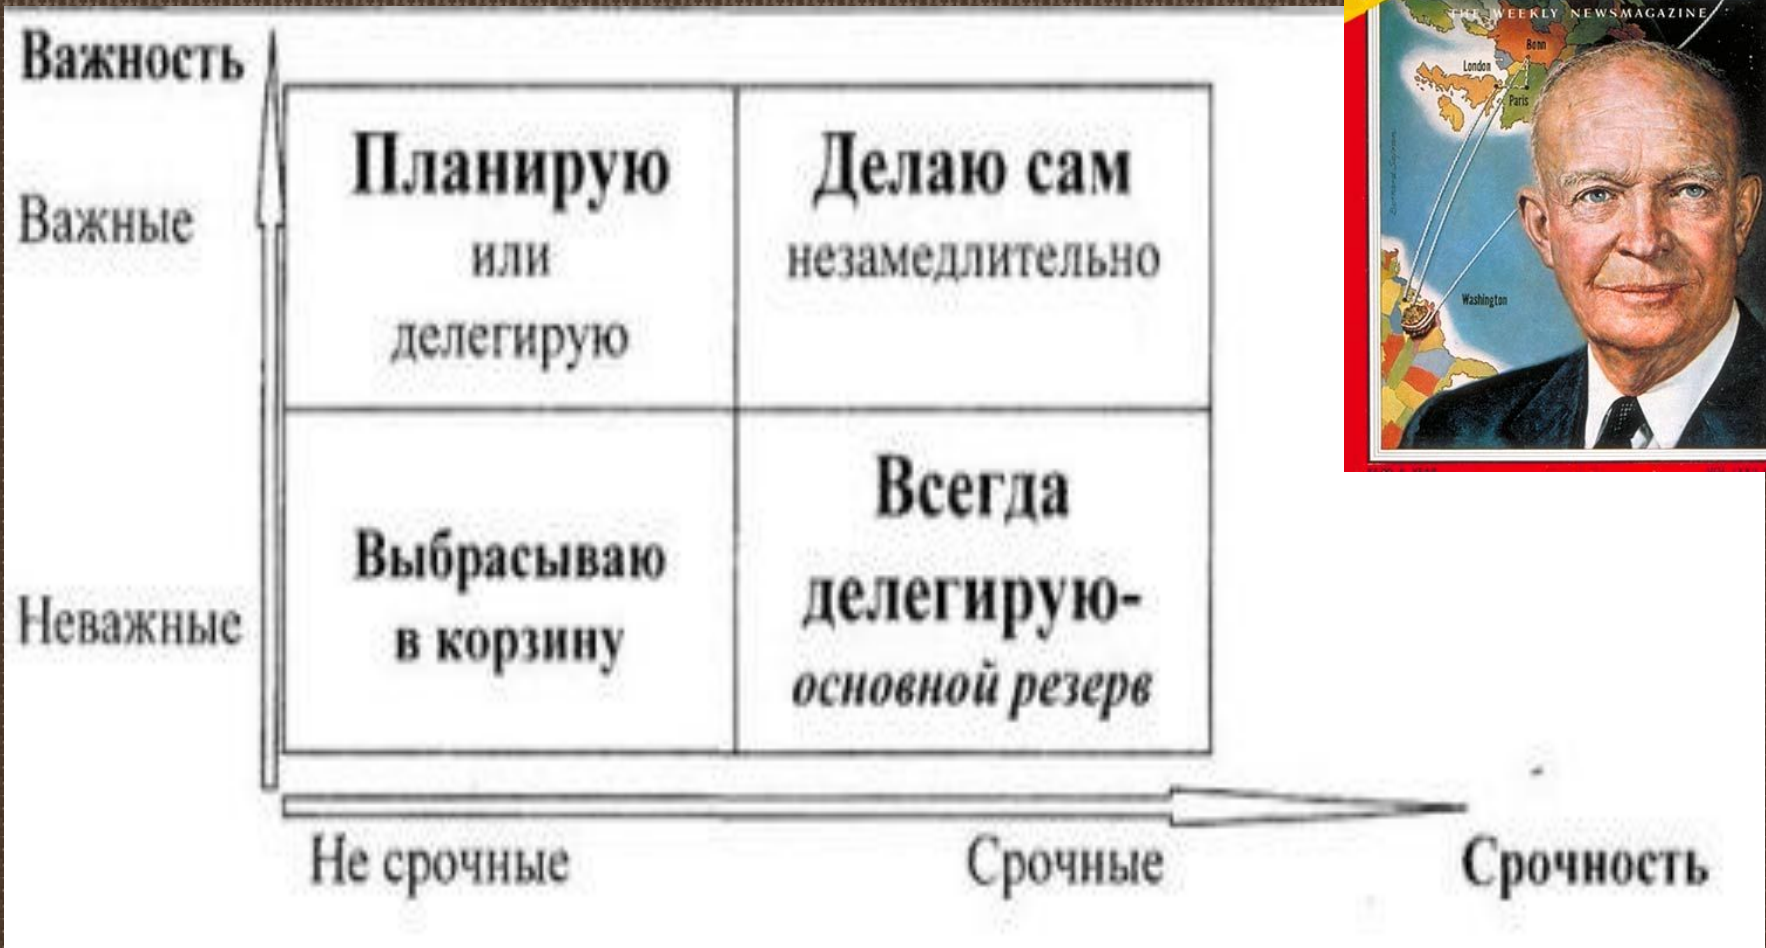 Важность
Важные
Неважные
Планирую
или
делегирую
Делаю сам
незамедлительно
Выбрасываю
в корзину
Всегда
делегирую-
основной резерв
Не срочные
Срочные
Срочность
THE WEEKLY NEWSMAGAZINE
Bonn
London
Paris
Washington